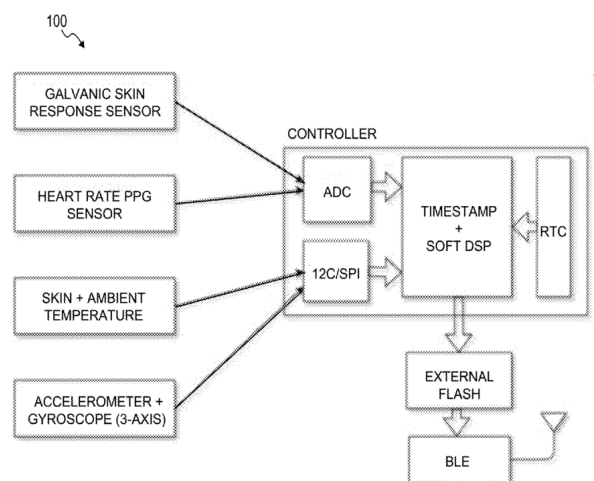 100
GALVANIC SKIN
RESPONSE SENSOR
HEART RATE PPG
SENSOR
SKIN + AMBIENT
TEMPERATURE
ACCELEROMETER +
GYROSCOPE (3-AXIS)
CONTROLLER
ADC
12C/SPI
TIMESTAMP
+
SOFT DSP
RTC
EXTERNAL
FLASH
BLE